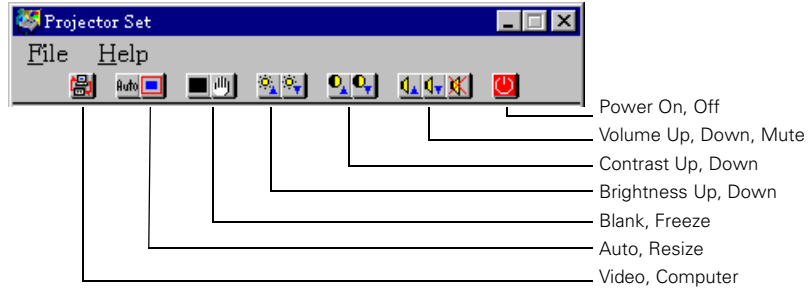 Projector Set
File Help
Auto
Power On, Off
Volume Up, Down, Mute
Contrast Up, Down
Brightness Up, Down
Blank, Freeze
Auto, Resize
Video, Computer